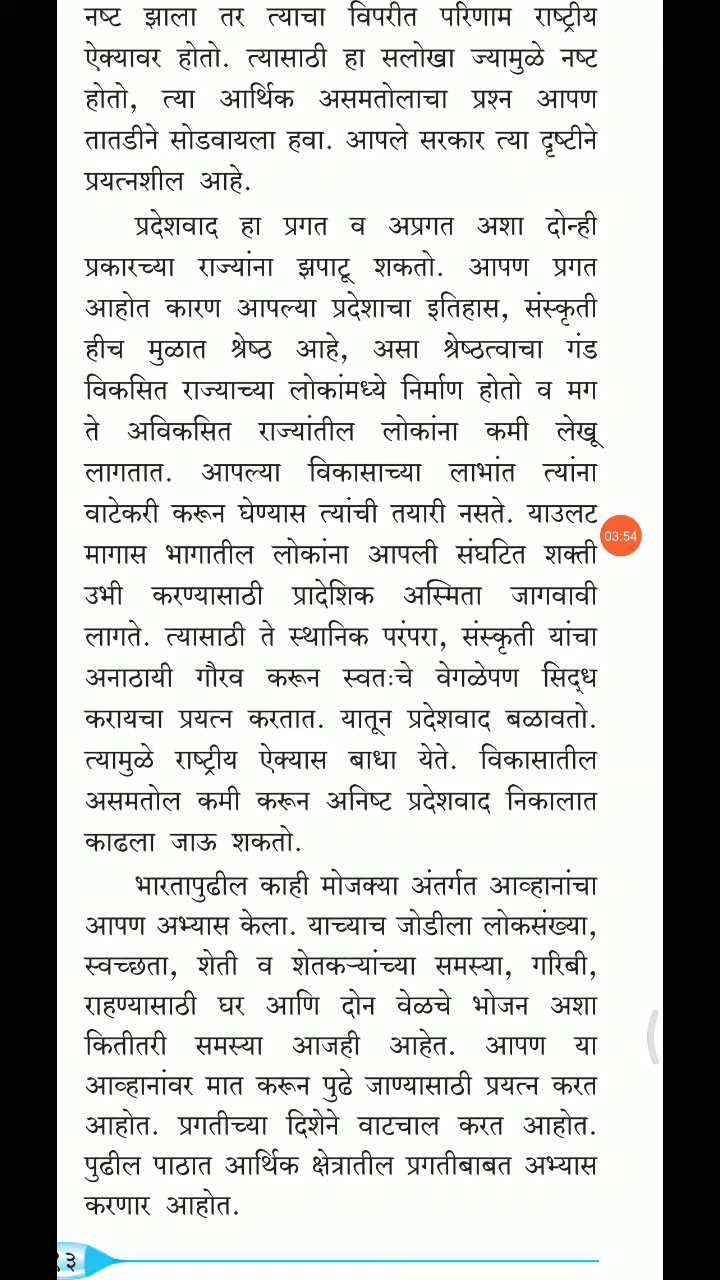 नष्ट झाला तर त्याचा विपरीत परिणाम राष्ट्रीय
ऐक्यावर होतो. त्यासाठी हा सलोखा ज्यामुळे नष्ट
होतो, त्या आर्थिक असमतोलाचा प्रश्न आपण
तातडीने सोडवायला हवा. आपले सरकार त्या दृष्टीने
प्रयत्नशील आहे.
प्रदेशवाद हा प्रगत व अप्रगत अशा दोन्ही
प्रकारच्या राज्यांना झपाटू शकतो. आपण प्रगत
आहोत कारण आपल्या प्रदेशाचा इतिहास, संस्कृती
हीच मुळात श्रेष्ठ आहे, असा श्रेष्ठत्वाचा गंड
विकसित राज्याच्या लोकांमध्ये निर्माण होतो व मग
ते अविकसित राज्यांतील लोकांना कमी लेखू
लागतात. आपल्या विकासाच्या लाभांत त्यांना
वाटेकरी करून घेण्यास त्यांची तयारी नसते. याउलट
मागास भागातील लोकांना आपली संघटित शक्ती
03:54
उभी करण्यासाठी प्रादेशिक अस्मिता जागवावी
लागते. त्यासाठी ते स्थानिक परंपरा, संस्कृती यांचा
अनाठायी गौरव करून स्वतःचे वेगळेपण सिद्ध
करायचा प्रयत्न करतात. यातून प्रदेशवाद बळावतो.
त्यामुळे राष्ट्रीय ऐक्यास बाधा येते. विकासातील
असमतोल कमी करून अनिष्ट प्रदेशवाद निकालात
काढला जाऊ शकतो.
भारतापुढील काही मोजक्या अंतर्गत आव्हानांचा
आपण अभ्यास केला. याच्याच जोडीला लोकसंख्या,
स्वच्छता, शेती व शेतकऱ्यांच्या समस्या, गरिबी,
राहण्यासाठी घर आणि दोन वेळचे भोजन अशा
कितीतरी समस्या आजही आहेत. आपण या
आव्हानांवर मात करून पुढे जाण्यासाठी प्रयत्न करत
आहोत. प्रगतीच्या दिशेने वाटचाल करत आहोत.
पुढील पाठात आर्थिक क्षेत्रातील प्रगतीबाबत अभ्यास
करणार आहोत.
३